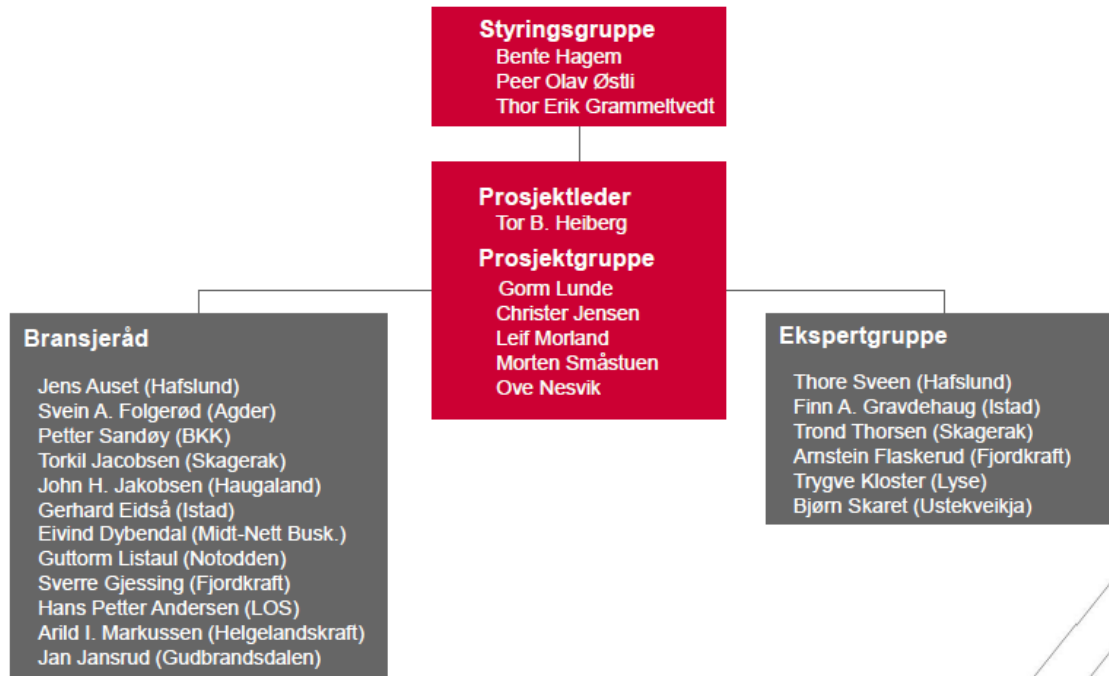 Styringsgruppe
Bente Hagem
Peer Olav Østli
Thor Erik Grammeltvedt
Prosjektleder
Tor B. Heiberg
Prosjektgruppe
Gorm Lunde
Christer Jensen
Leif Morland
Morten Småstuen
Ove Nesvik
Bransjeråd
Jens Auset (Hafslund)
Svein A. Folgerød (Agder)
Petter Sandøy (BKK)
Torkil Jacobsen (Skagerak)
John H. Jakobsen (Haugaland)
Gerhard Eidså (Istad)
Eivind Dybendal (Midt-Nett Busk.)
Guttorm Listaul (Notodden)
Sverre Gjessing (Fjordkraft)
Hans Petter Andersen (LOS)
Arild I. Markussen (Helgelandskraft)
Jan Jansrud (Gudbrandsdalen)
Ekspertgruppe
Thore Sveen (Hafslund)
Finn A. Gravdehaug (Istad)
Trond Thorsen (Skagerak)
Arnstein Flaskerud (Fjordkraft)
Trygve Kloster (Lyse)
Bjørn Skaret (Ustekveikja)